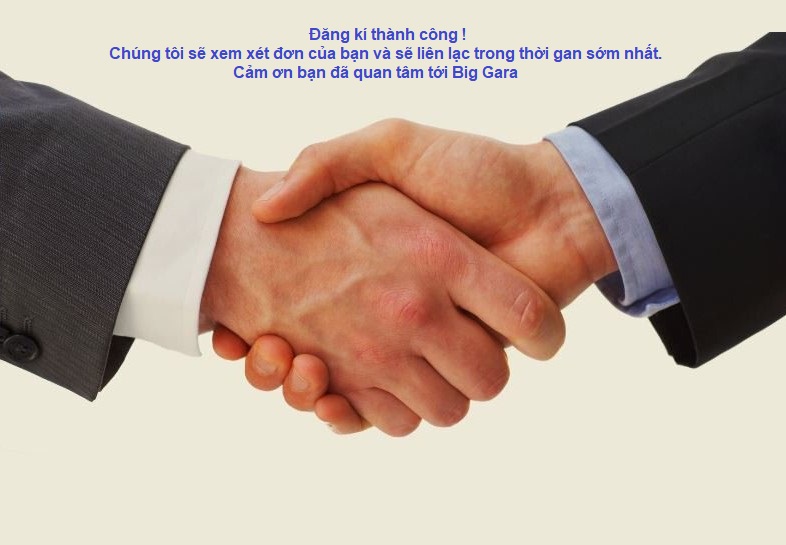 Đăng kí thành công !
Chúng tôi sẽ xem xét đơn của bạn và sẽ liên lạc trong thời gan sớm nhất.
Cảm ơn bạn đã quan tâm tới Big Gara